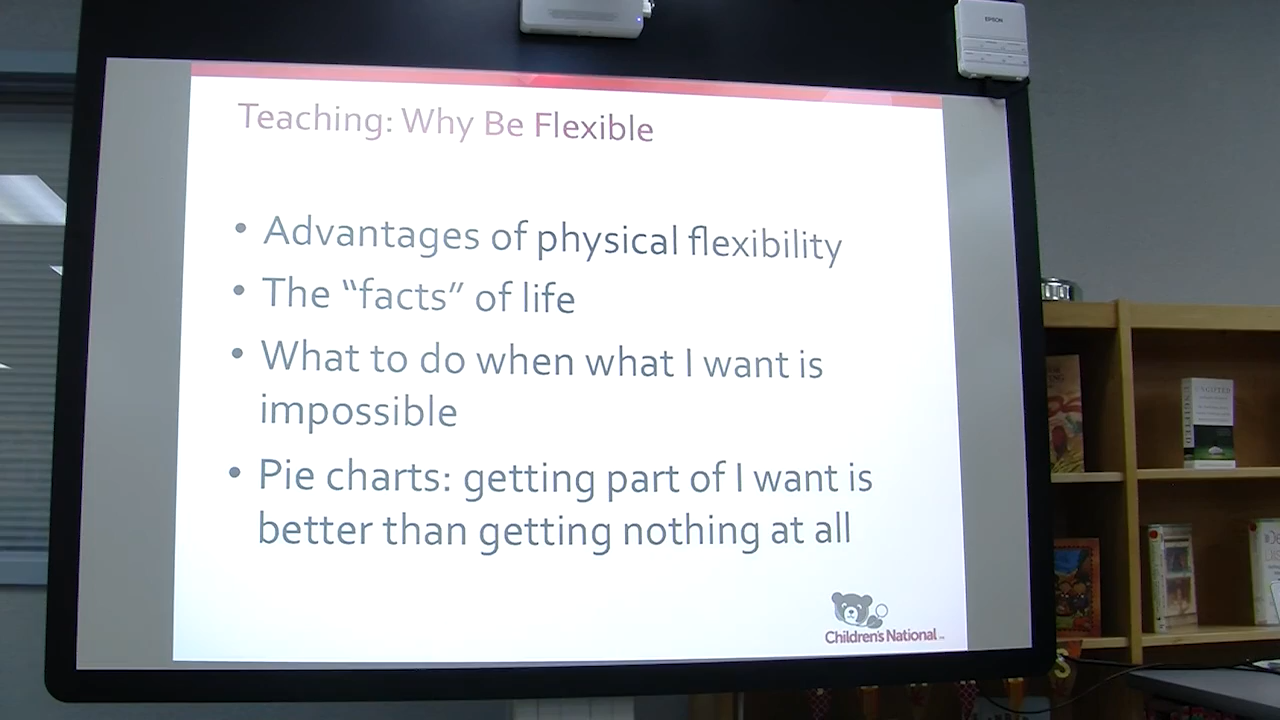 EPSON
Teaching: Why Be Flexible
• Advantages of physical flexibility
• The “facts” of life
• What to do when what I want is
impossible
• Pie charts: getting part of I want is
better than getting nothing at all
Children's National